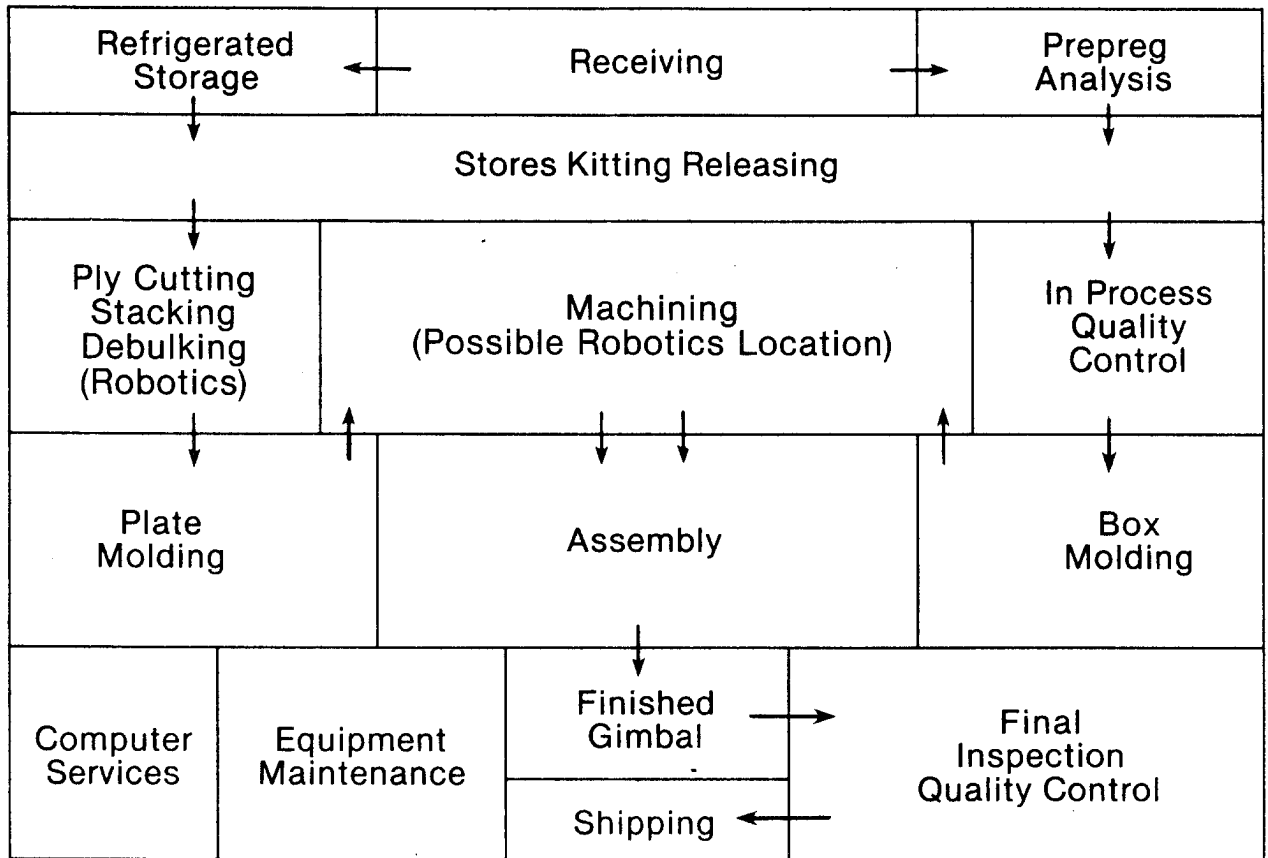 Refrigerated
Storage
Receiving
Prepreg
Analysis
Stores Kitting Releasing
Ply Cutting
Stacking
Debulking
(Robotics)
Machining
(Possible Robotics Location)
In Process
Quality
Control
Plate
Molding
Assembly
Box
Molding
Computer
Services
Equipment
Maintenance
Finished
Gimbal
Shipping
Final
Inspection
Quality Control